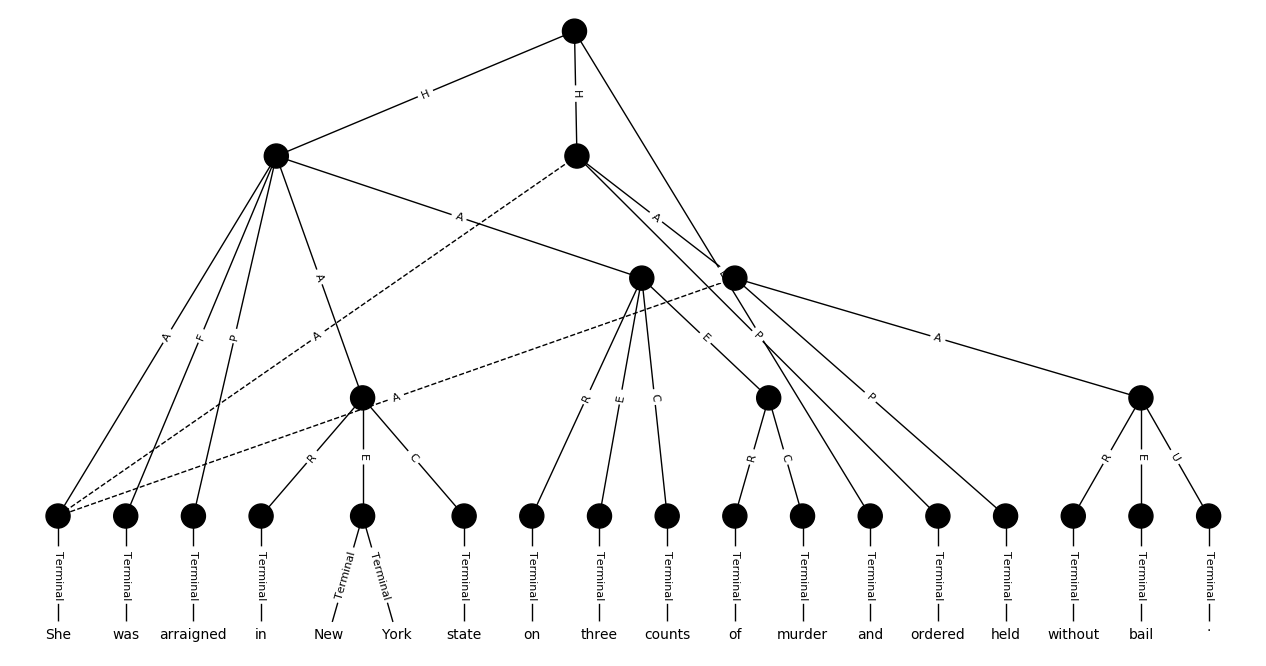 H
H
A
A
A
F
P
A
A
P
A
E
P
A
R
E
C
R
E
C
R
C
R
E
U
Terminal Terminal Terminal Terminal Terminal Terminal Terminal Terminal Terminal Terminal Terminal Terminal Terminal Terminal Terminal Terminal Terminal Terminal
She was arraigned in New York state on three counts of murder and ordered held without bail .